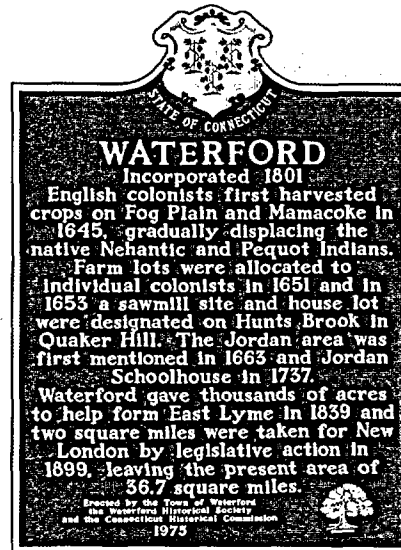 STATE OF CONNECTICUT
WATERFORD
Incorporated 1801
English colonists first harvested
crops on Fog Plain and Mamacoke in
1645, gradually displacing the
native Nehantic and Pequot Indians.
Farm lots were allocated to
individual colonists in 1651 and in
1653 a sawmill site and house lot
were designated on Hunts Brook in
Quaker Hill. The Jordan area was
first mentioned in 1663 and Jordan
Schoolhouse in 1737.
Waterford gave thousands of acres
to help form East Lyme in 1839 and
two square miles were taken for New
London by legislative action in
1899, leaving the present area of
36.7 square miles.
Erected by the Town of Waterford
the Waterford Historical Society
and the Connecticut Historical Commission
1975